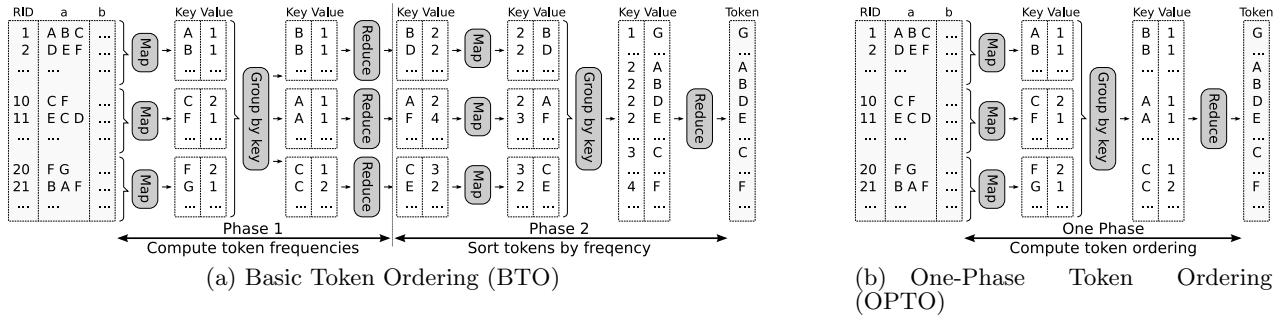 RID a b Key Value Key Value Key Value Key Value Key Value Token
1 A B C ... A 1 B 1 B 2 2 B 1 G G
2 D E F ... B 1 B 1 D 2 2 D ... ...
... ... ... ... ... ... ... ... ... ... 2 A A
2 B B
10 C F ... C 2 A 1 A 2 2 A 2 D D
11 E C D ... F 1 A 1 F 4 3 F 2 E E
... ... ... ... ... ... ... ... ... ... ... ...
3 C C
20 F G ... F 2 C 1 C 3 3 C ... ...
21 B A F ... G 1 C 2 E 2 2 E 4 F F
... ... ... ... ... ... ... ... ... ... ... ...
Map
Map
Map
Group by key
Reduce
Reduce
Reduce
Map
Map
Map
Group by key
Reduce
Phase 1
Compute token frequencies
Phase 2
Sort tokens by freqency
(a) Basic Token Ordering (BTO)
RID a b Key Value Key Value Token
1 A B C ... A 1 B 1 G
2 D E F ... B 1 B 1 ...
... ... ... ... ... A
B
10 C F ... C 2 A 1 D
11 E C D ... F 1 A 1 E
... ... ... ... ... ...
C
20 F G ... F 2 C 1 ...
21 B A F ... G 1 C 2 F
... ... ... ... ... ...
Map
Map
Map
Group by key
Reduce
One Phase
Compute token ordering
(b) One-Phase Token Ordering
(OPTO)